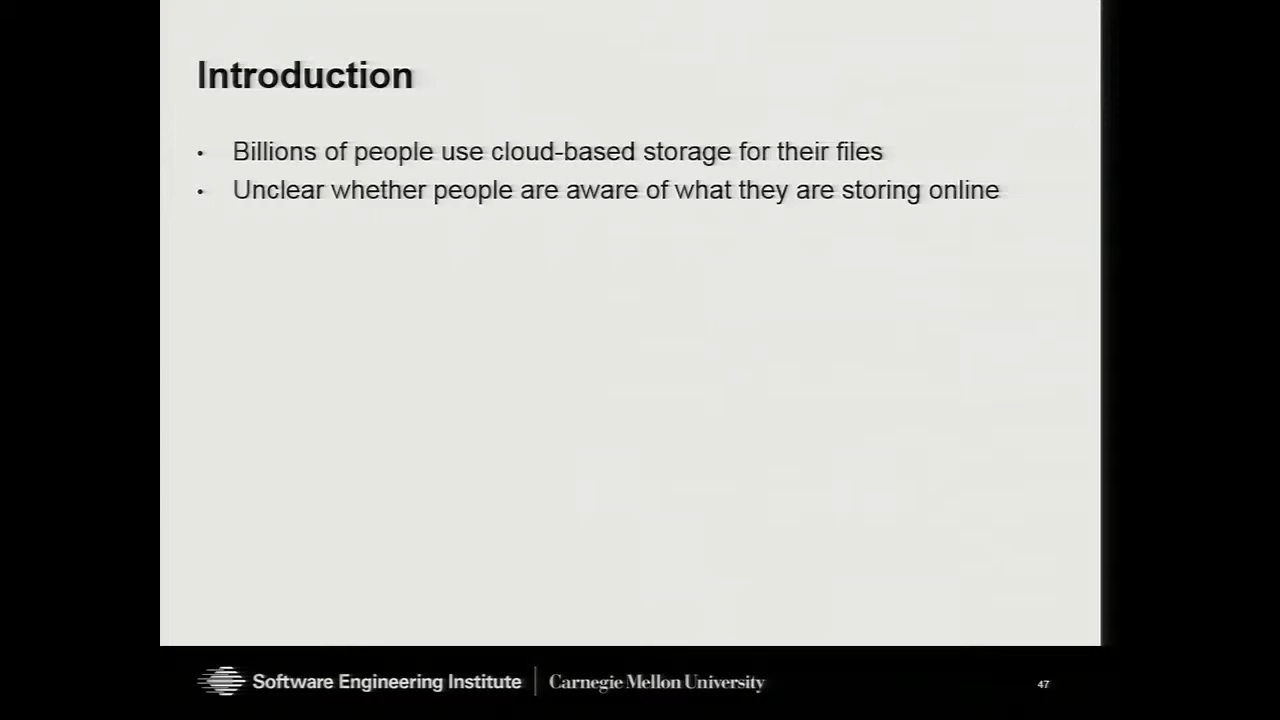 Introduction
• Billions of people use cloud-based storage for their files
• Unclear whether people are aware of what they are storing online
Software Engineering Institute | Carnegie Mellon University
47